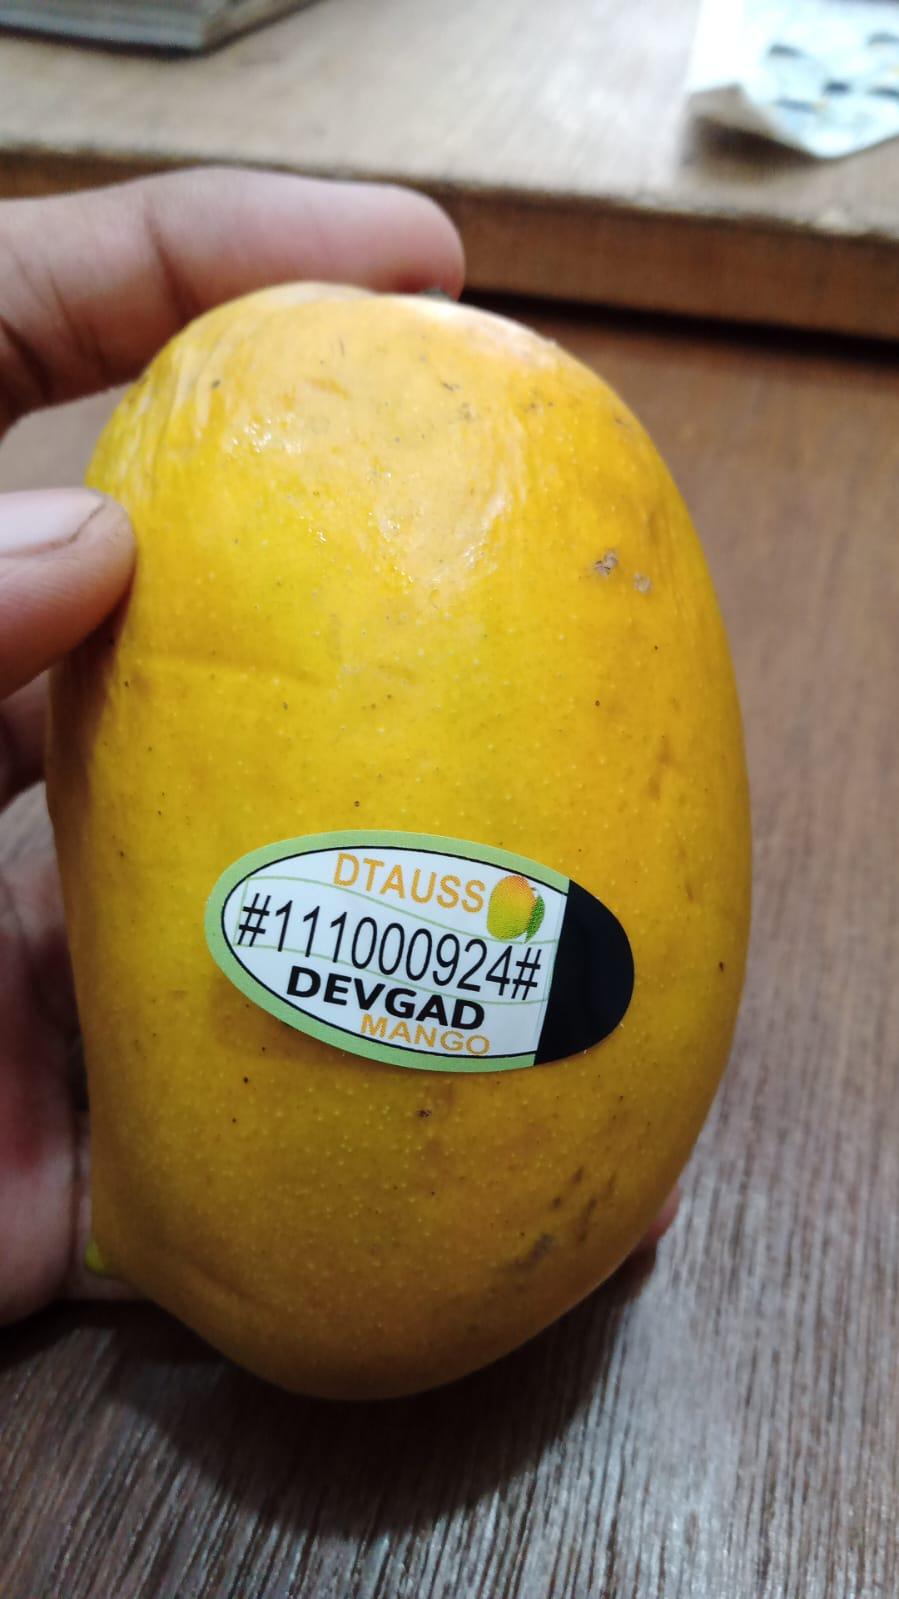 DTAUSS
#111000924#
DEVGAD
MANGO